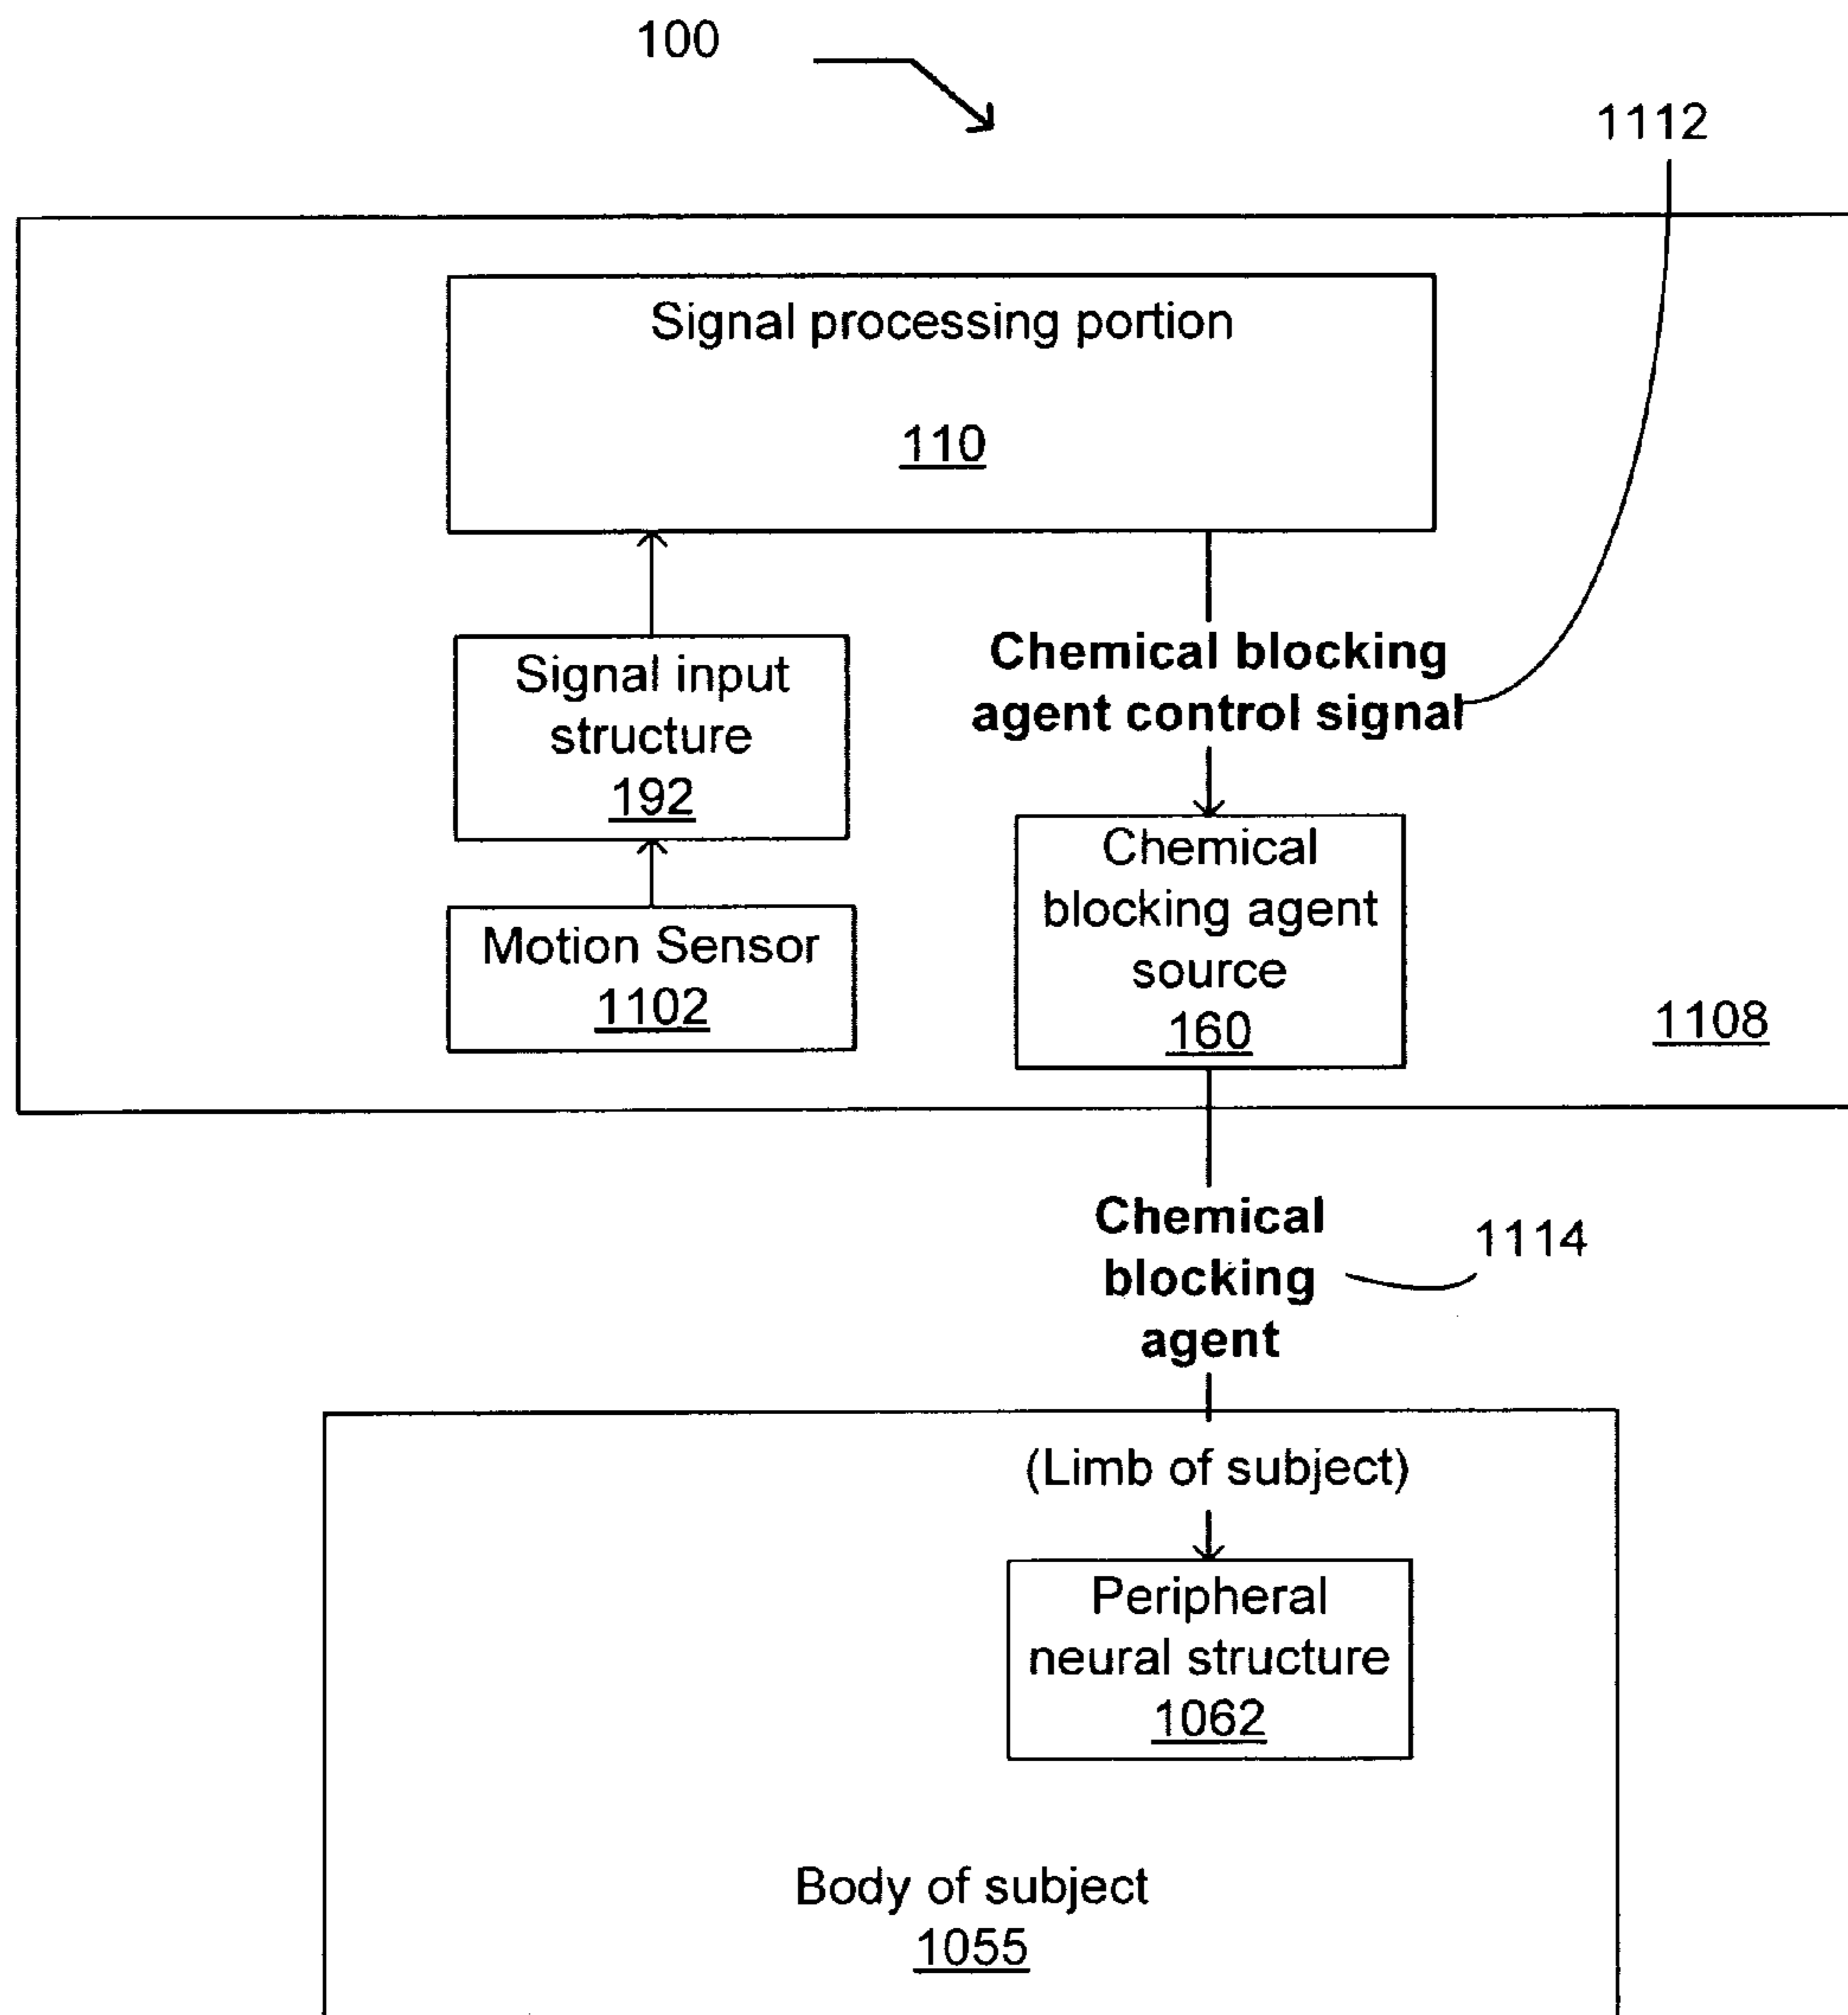 100
1112
Signal processing portion
110
Signal input
structure
192
Chemical blocking
agent control signal
Motion Sensor
1102
Chemical
blocking agent
source
160
1108
Chemical
blocking
agent
1114
(Limb of subject)
Peripheral
neural structure
1062
Body of subject
1055